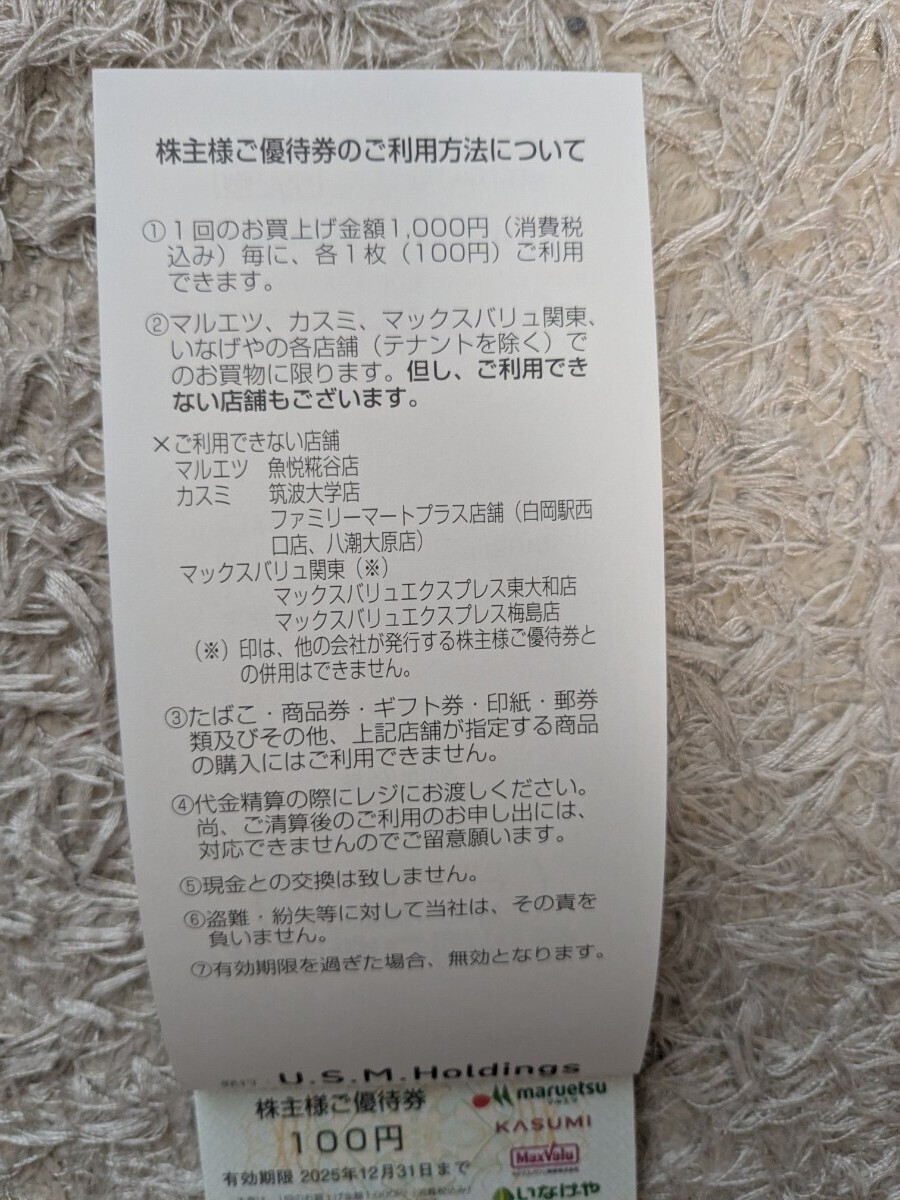 株主様ご優待券のご利用方法について
①1回のお買上げ金額1,000円（消費税
込み）毎に、各1枚（100円）ご利用
できます。
②マルエツ、カスミ、マックスバリュ関東、
いなげやの各店舗（テナントを除く）で
のお買物に限ります。但し、ご利用でき
ない店舗もございます。
×ご利用できない店舗
マルエツ 魚悦糀谷店
カスミ 筑波大学店
ファミリーマートプラス店舗（白岡駅西
口店、八潮大原店）
マックスバリュ関東（※）
マックスバリュエクスプレス東大和店
マックスバリュエクスプレス梅島店
（※）印は、他の会社が発行する株主様ご優待券と
の併用はできません。
③たばこ・商品券・ギフト券・印紙・郵券
類及びその他、上記店舗が指定する商品
の購入にはご利用できません。
④代金精算の際にレジにお渡しください。
尚、ご清算後のご利用のお申し出には、
対応できませんのでご留意願います。
⑤現金との交換は致しません。
⑥盗難・紛失等に対して当社は、その責を
負いません。
⑦有効期限を過ぎた場合、無効となります。
U.S.M.Holdings
株主様ご優待券
100円
有効期限 2025年12月31日まで
maruetsu
マルエツ
KASUMI
MaxValu
いなげや